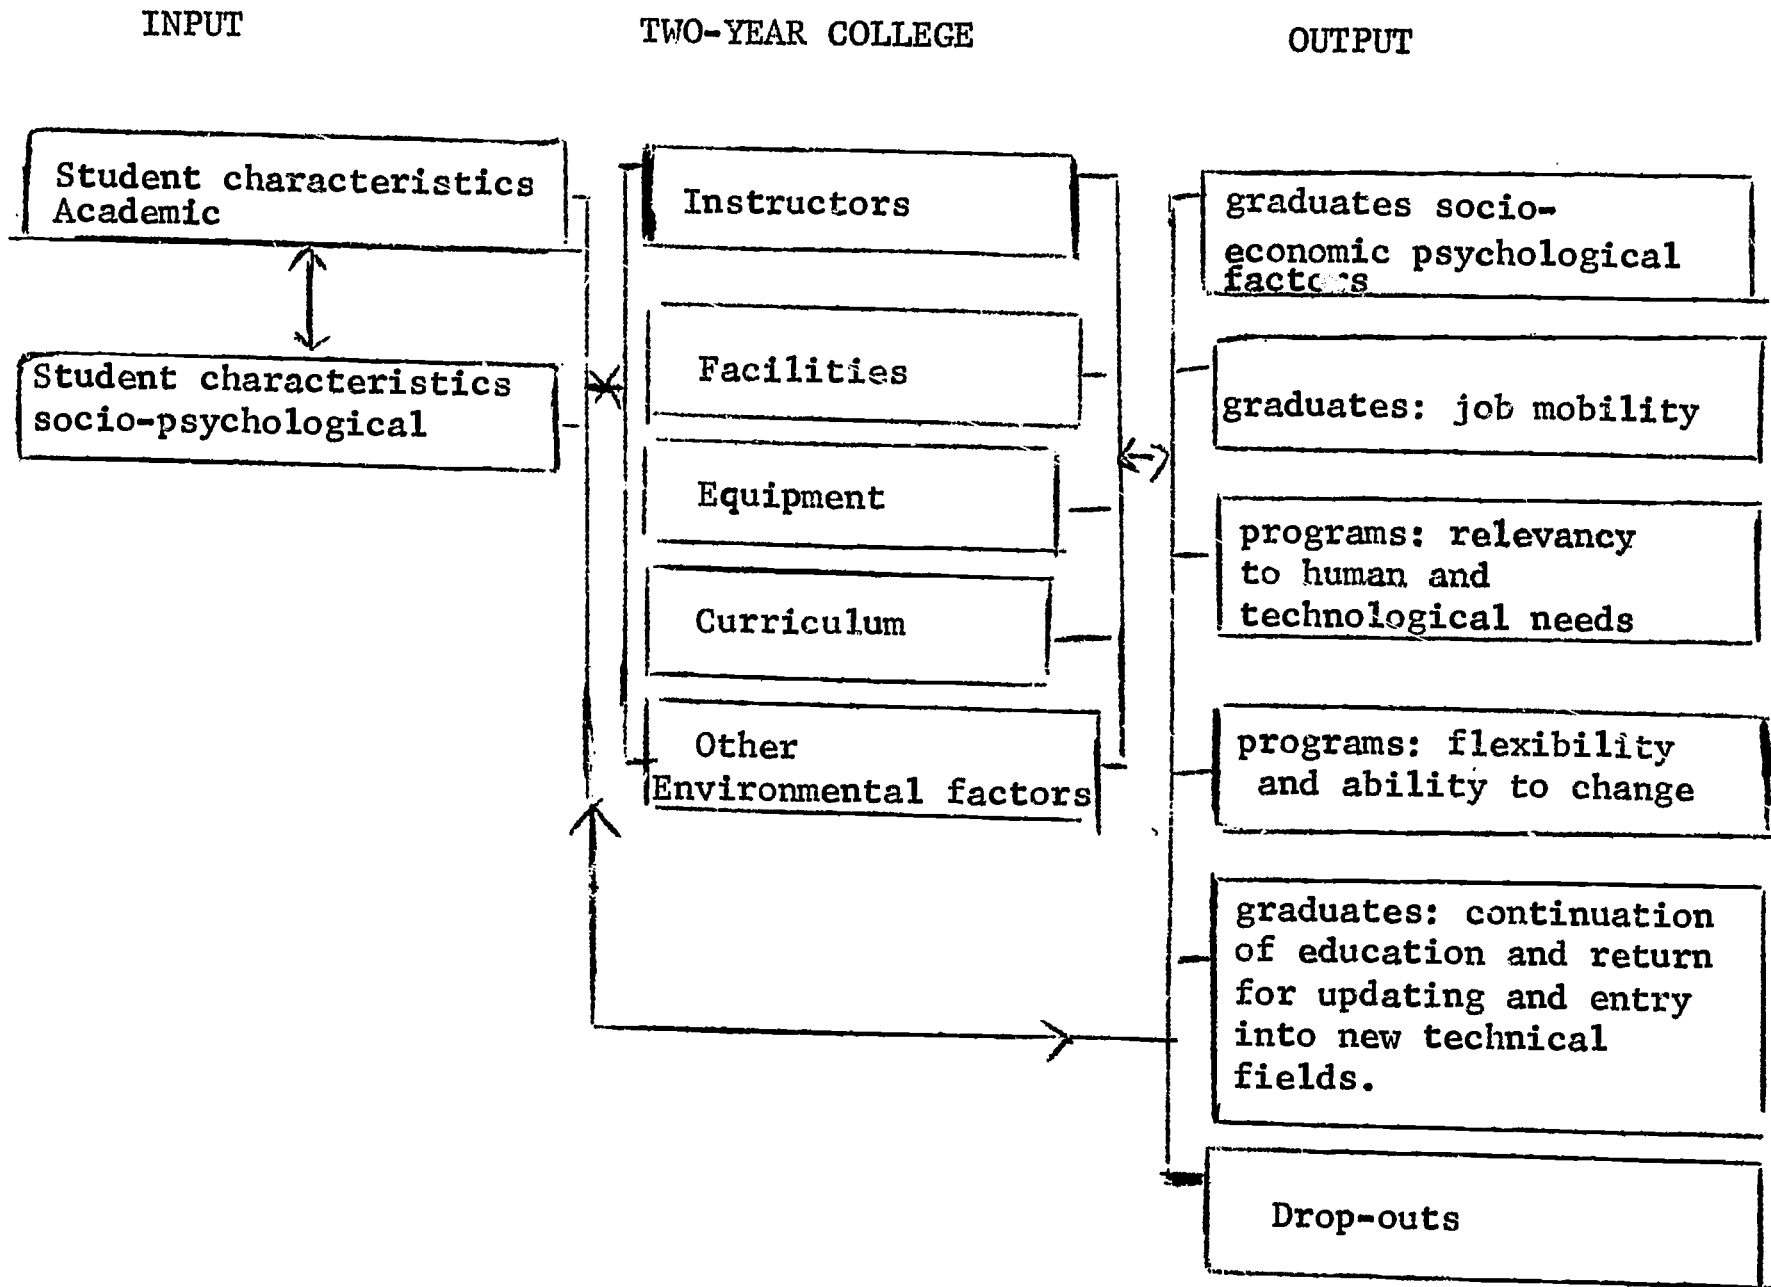 INPUT
TWO-YEAR COLLEGE
OUTPUT
Student characteristics
Academic
Student characteristics
socio-psychological
Instructors
Facilities
Equipment
Curriculum
Other
Environmental factors
graduates socio-
economic psychological
factors
graduates: job mobility
programs: relevancy
to human and
technological needs
programs: flexibility
and ability to change
graduates: continuation
of education and return
for updating and entry
into new technical
fields.
Drop-outs